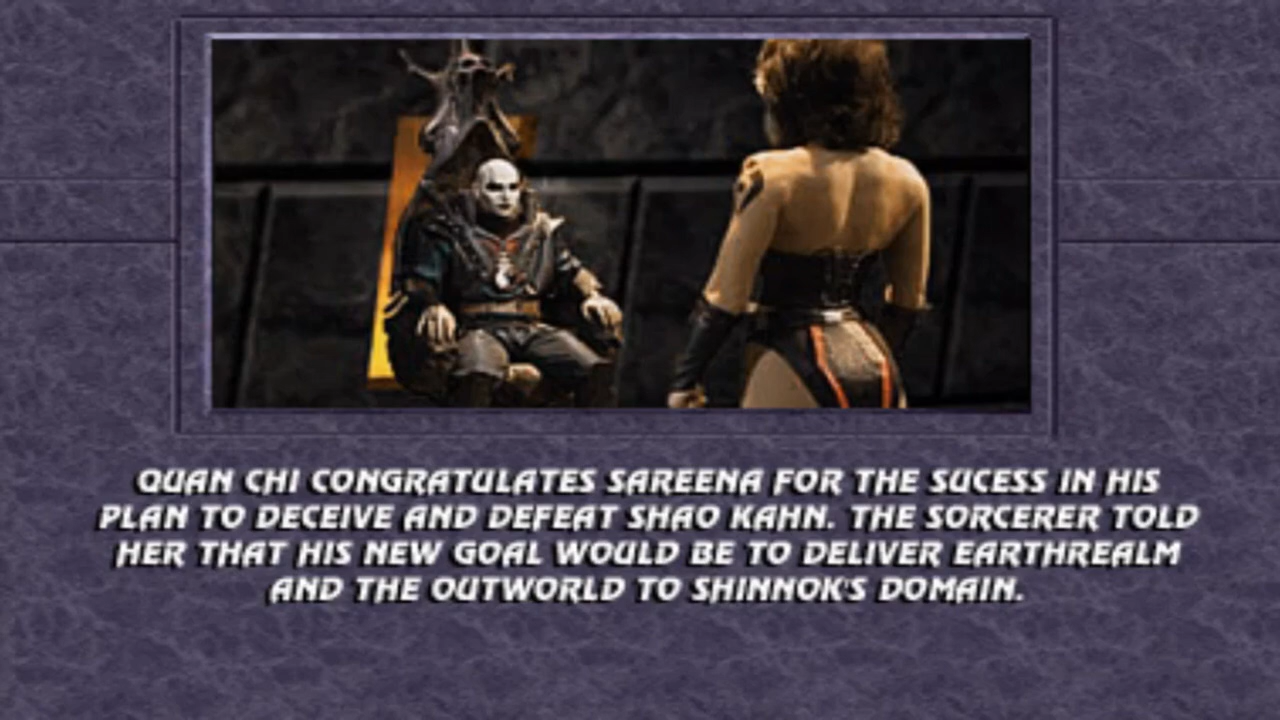 QUAN CHI CONGRATULATES SAREENA FOR THE SUCESS IN HIS
PLAN TO DECEIVE AND DEFEAT SHAO KAHN. THE SORCERER TOLD
HER THAT HIS NEW GOAL WOULD BE TO DELIVER EARTHREALM
AND THE OUTWORLD TO SHINNOK'S DOMAIN.